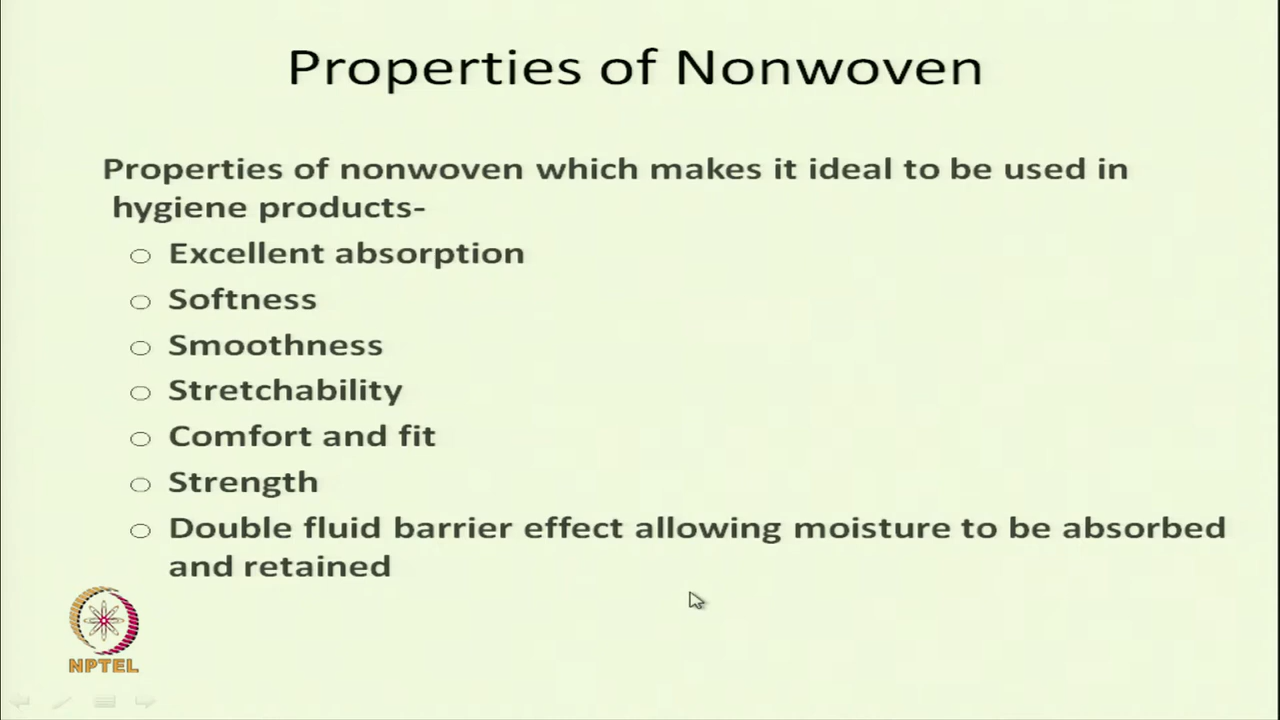 Properties of Nonwoven
Properties of nonwoven which makes it ideal to be used in
hygiene products-
Excellent absorption
Softness
Smoothness
Stretchability
Comfort and fit
Strength
Double fluid barrier effect allowing moisture to be absorbed
and retained
NPTEL